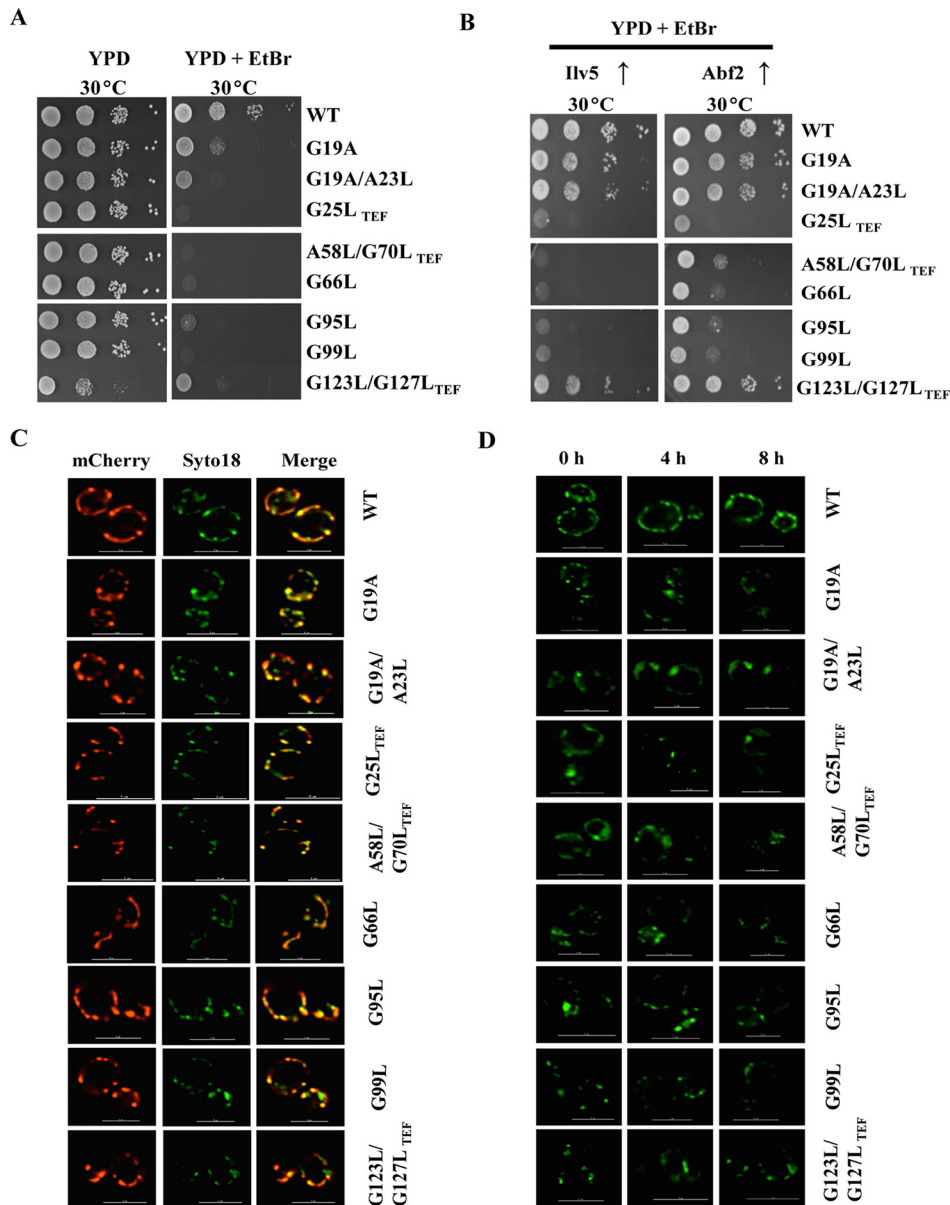 A
YPD
YPD + EtBr
30°C
WT
G19A
G19A/A23L
G25L TEF
A58L/G70L TEF
G66L
G95L
G99L
G123L/G127L TEF
B
YPD + EtBr
Ilv5 ↑
Abf2 ↑
30°C
30°C
WT
G19A
G19A/A23L
G25L TEF
A58L/G70L TEF
G66L
G95L
G99L
G123L/G127L TEF
C
mCherry
Syto18
Merge
WT
G19A
G19A/
A23L
G25L TEF
A58L/
G70L TEF
G66L
G95L
G99L
G123L/
G127L TEF
D
0 h
4 h
8 h
WT
G19A
G19A/
A23L
G25L TEF
A58L/
G70L TEF
G66L
G95L
G99L
G123L/
G127L TEF